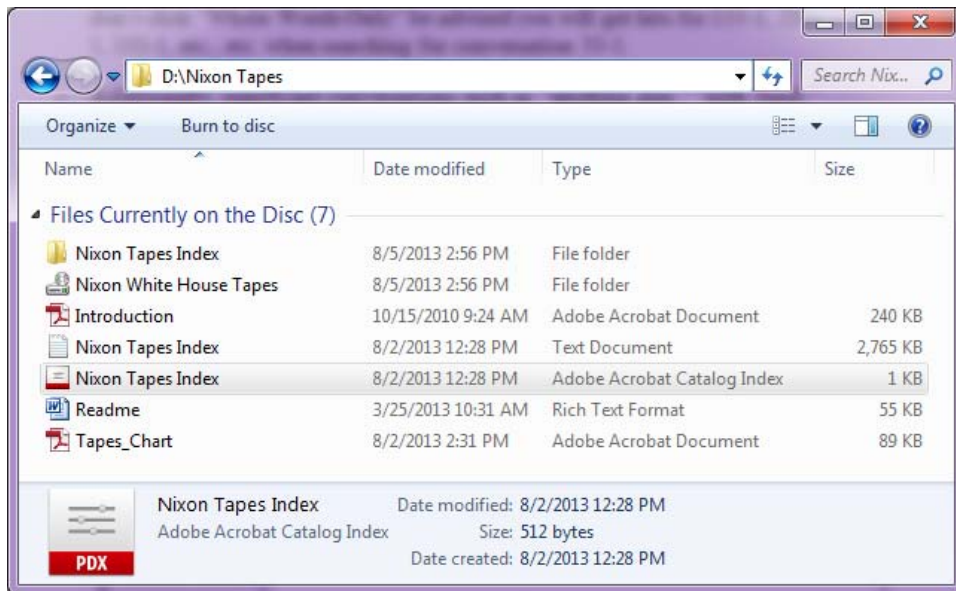 D:\Nixon Tapes Search Nix...
Organize Burn to disc
Name Date modified Type Size
Files Currently on the Disc (7)
Nixon Tapes Index 8/5/2013 2:56 PM File folder
Nixon White House Tapes 8/5/2013 2:56 PM File folder
Introduction 10/15/2010 9:24 AM Adobe Acrobat Document 240 KB
Nixon Tapes Index 8/2/2013 12:28 PM Text Document 2,765 KB
Nixon Tapes Index 8/2/2013 12:28 PM Adobe Acrobat Catalog Index 1 KB
Readme 3/25/2013 10:31 AM Rich Text Format 55 KB
Tapes_Chart 8/2/2013 2:31 PM Adobe Acrobat Document 89 KB
Nixon Tapes Index Date modified: 8/2/2013 12:28 PM
Adobe Acrobat Catalog Index Size: 512 bytes
PDX Date created: 8/2/2013 12:28 PM